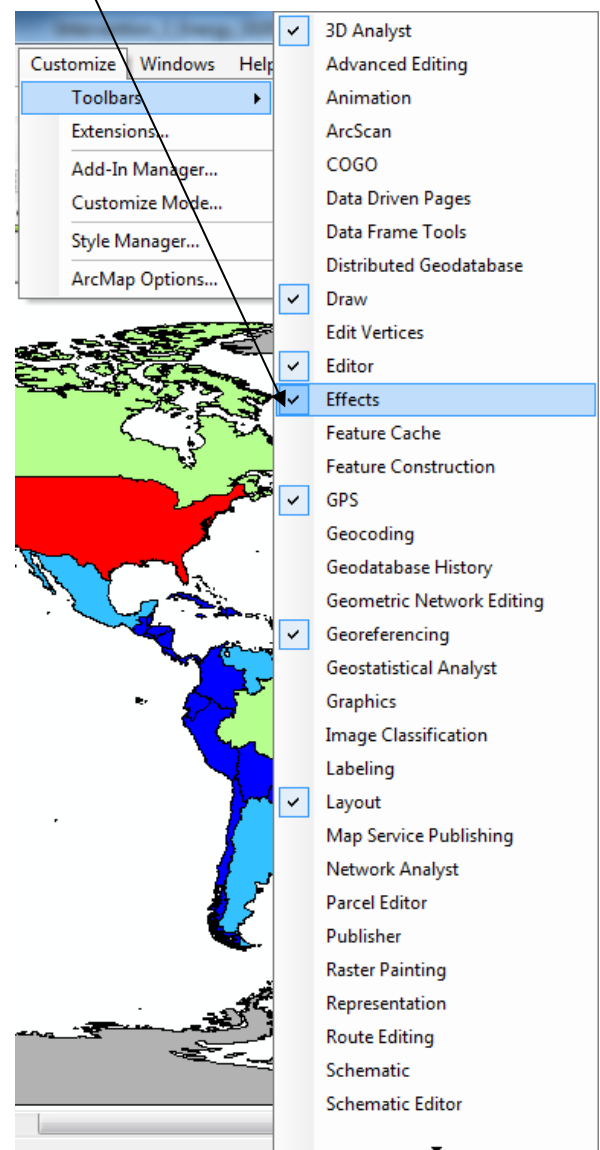 Customize Windows Help
Toolbars
Extensions...
Add-In Manager...
Customize Mode...
Style Manager...
ArcMap Options...
3D Analyst
Advanced Editing
Animation
ArcScan
COGO
Data Driven Pages
Data Frame Tools
Distributed Geodatabase
Draw
Edit Vertices
Editor
Effects
Feature Cache
Feature Construction
GPS
Geocoding
Geodatabase History
Geometric Network Editing
Georeferencing
Geostatistical Analyst
Graphics
Image Classification
Labeling
Layout
Map Service Publishing
Network Analyst
Parcel Editor
Publisher
Raster Painting
Representation
Route Editing
Schematic
Schematic Editor